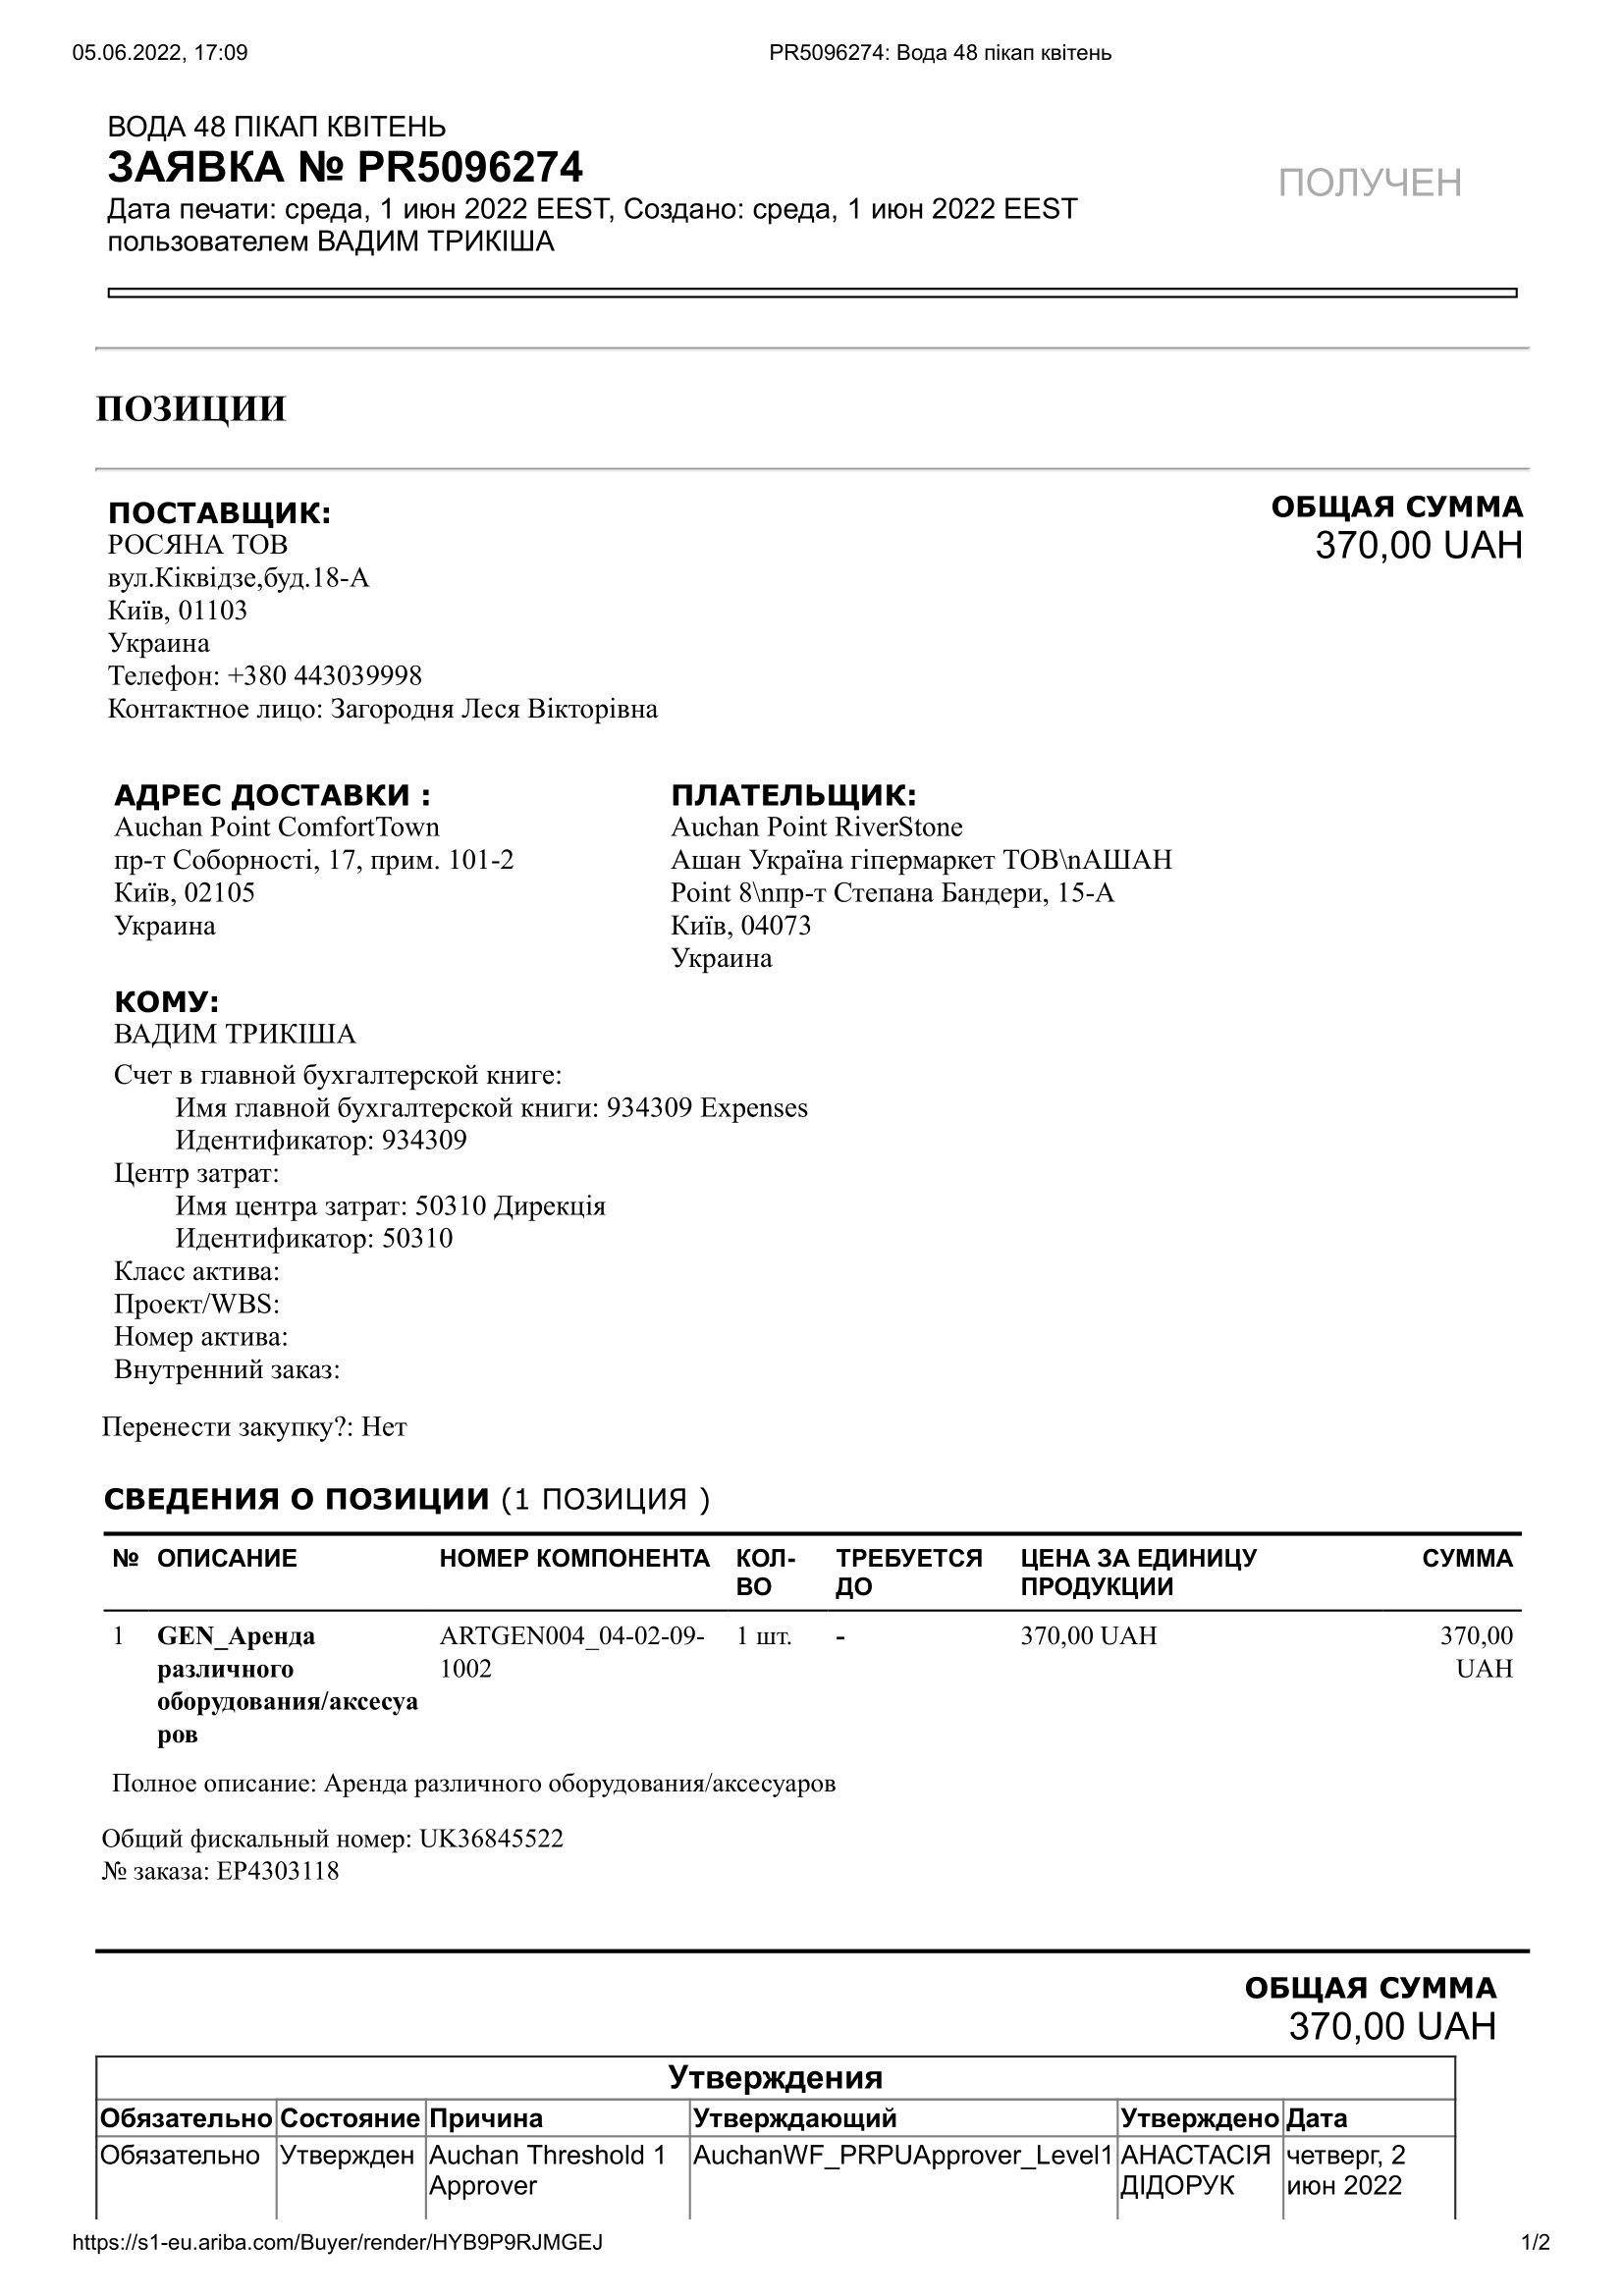 05.06.2022, 17:09
PR5096274: Вода 48 пікап квітень
ВОДА 48 ПІКАП КВІТЕНЬ
ЗАЯВКА № PR5096274
ПОЛУЧЕН
Дата печати: среда, 1 июн 2022 EEST, Создано: среда, 1 июн 2022 EEST
пользователем ВАДИМ ТРИКІША
ПОЗИЦИИ
ПОСТАВЩИК:
РОСЯНА ТОВ
вул.Кіквідзе,буд.18-А
Київ, 01103
Украина
Телефон: +380 443039998
Контактное лицо: Загородня Леся Вікторівна
ОБЩАЯ СУММА
370,00 UAH
АДРЕС ДОСТАВКИ :
Auchan Point ComfortTown
пр-т Соборності, 17, прим. 101-2
Київ, 02105
Украина
ПЛАТЕЛЬЩИК:
Auchan Point RiverStone
Ашан Україна гіпермаркет ТОВ\nАШАН
Point 8\nпр-т Степана Бандери, 15-А
Київ, 04073
Украина
КОМУ:
ВАДИМ ТРИКІША
Счет в главной бухгалтерской книге:
Имя главной бухгалтерской книги: 934309 Expenses
Идентификатор: 934309
Центр затрат:
Имя центра затрат: 50310 Дирекція
Идентификатор: 50310
Класс актива:
Проект/WBS:
Номер актива:
Внутренний заказ:
Перенести закупку?: Нет
СВЕДЕНИЯ О ПОЗИЦИИ (1 ПОЗИЦИЯ )
№ ОПИСАНИЕ НОМЕР КОМПОНЕНТА КОЛ- ТРЕБУЕТСЯ ЦЕНА ЗА ЕДИНИЦУ СУММА
ВО ДО ПРОДУКЦИИ
1 GEN_Аренда ARTGEN004_04-02-09- 1 шт. - 370,00 UAH 370,00
различного 1002 UAH
оборудования/аксесуа
ров
Полное описание: Аренда различного оборудования/аксесуаров
Общий фискальный номер: UK36845522
№ заказа: EP4303118
ОБЩАЯ СУММА
370,00 UAH
Утверждения
Обязательно Состояние Причина Утверждающий Утверждено Дата
Обязательно Утвержден Auchan Threshold 1 AuchanWF_PRPUApprover_Level1 АНАСТАСІЯ четверг, 2
Approver ДІДОРУК июн 2022
https://s1-eu.ariba.com/Buyer/render/HYB9P9RJMGEJ
1/2